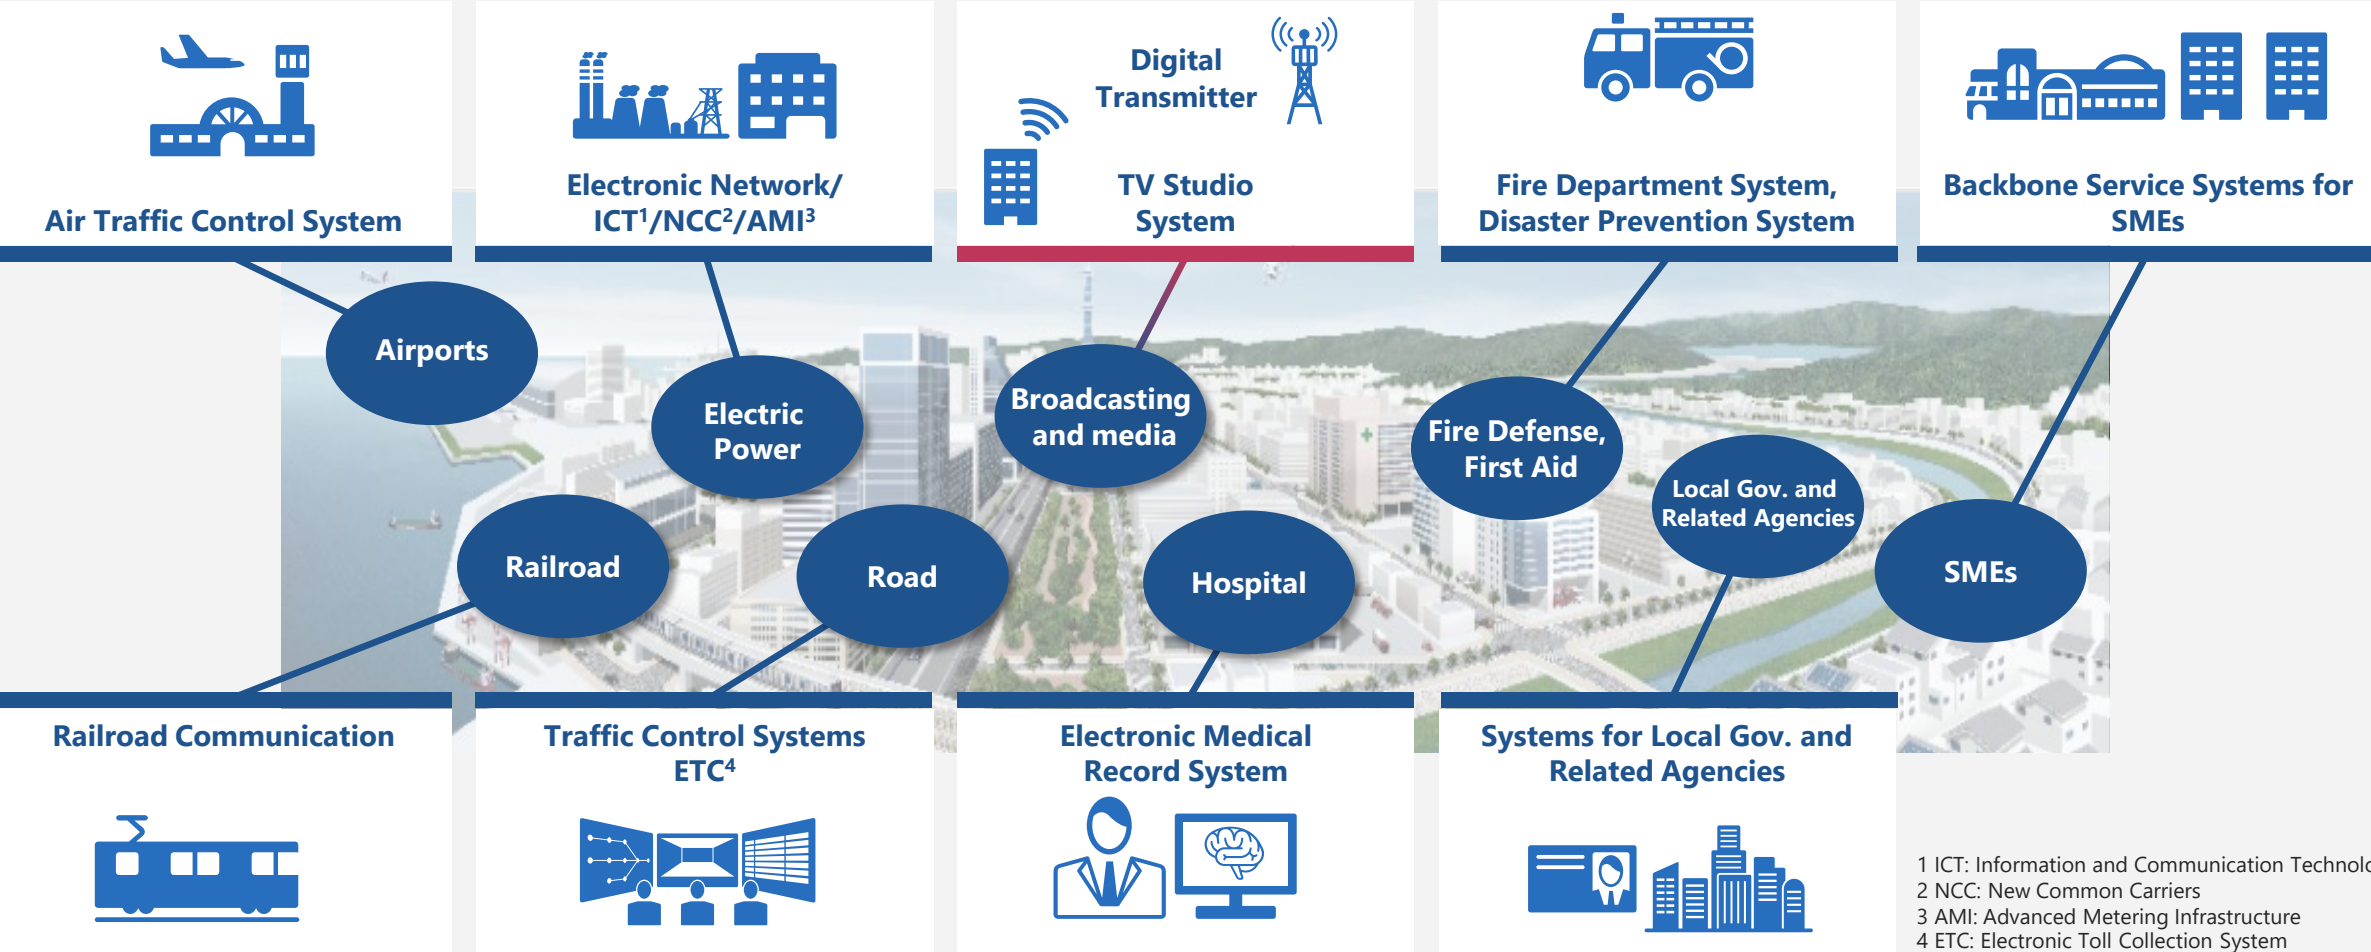 Air Traffic Control System
Electronic Network/
ICT¹/NCC²/AMI³
Digital
Transmitter
TV Studio
System
Fire Department System,
Disaster Prevention System
Backbone Service Systems for
SMEs
Airports
Electric
Power
Broadcasting
and media
Fire Defense,
First Aid
Local Gov. and
Related Agencies
SMEs
Railroad
Road
Hospital
Railroad Communication
Traffic Control Systems
ETC⁴
Electronic Medical
Record System
Systems for Local Gov. and
Related Agencies
1 ICT: Information and Communication Technolo
2 NCC: New Common Carriers
3 AMI: Advanced Metering Infrastructure
4 ETC: Electronic Toll Collection System